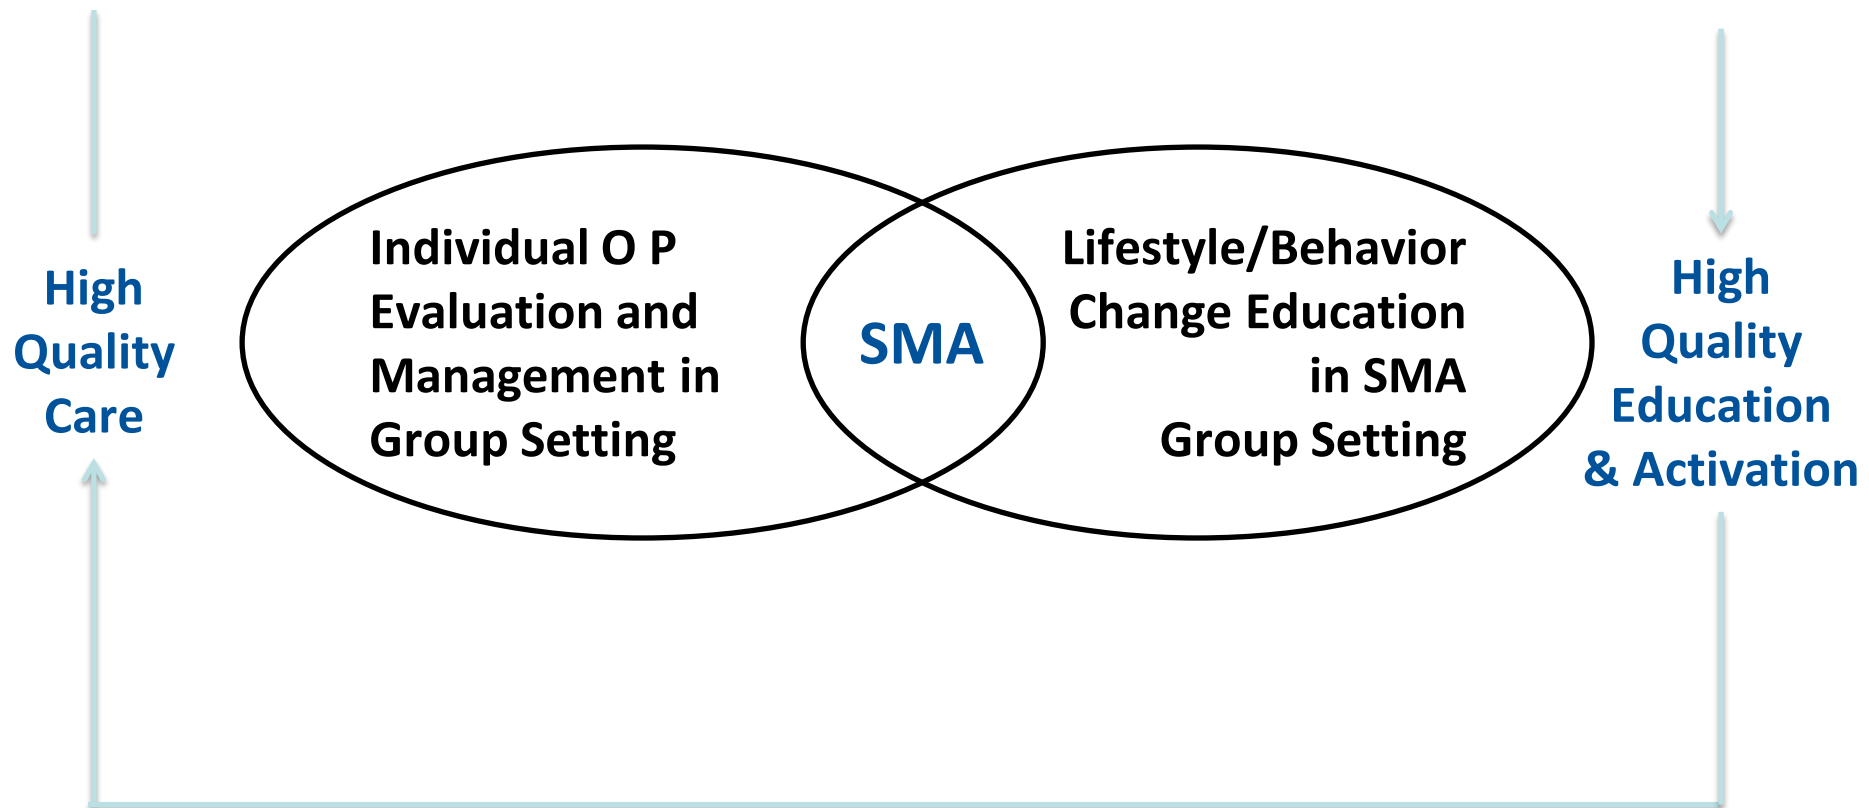 High
Quality
Care
Individual O P
Evaluation and
Management in
Group Setting
SMA
Lifestyle/Behavior
Change Education
in SMA
Group Setting
High
Quality
Education
& Activation